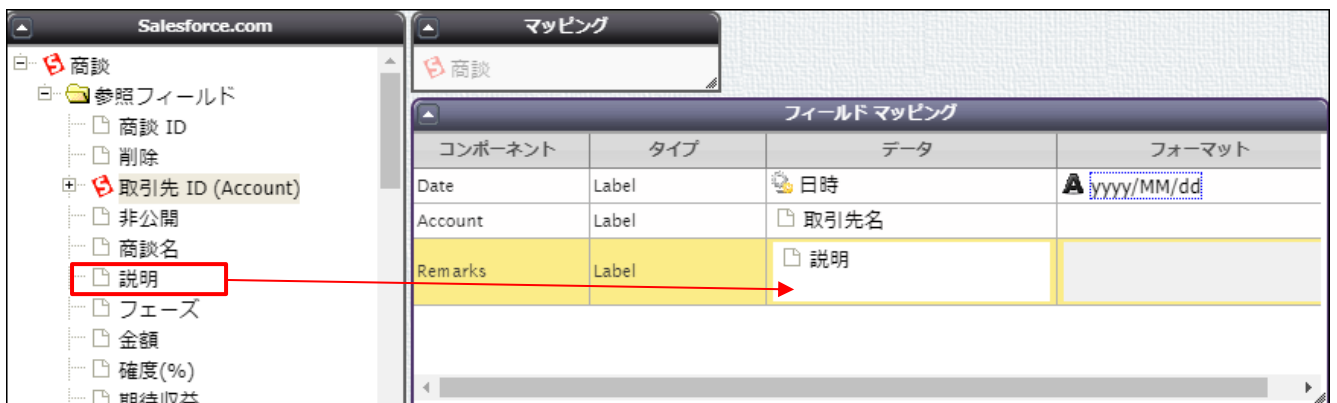 Salesforce.com
商談
参照フィールド
商談 ID
削除
取引先 ID (Account)
非公開
商談名
説明
フェーズ
金額
確度(%)
期待収益
マッピング
商談
フィールド マッピング
コンポーネント タイプ データ フォーマット
Date Label 日時 A yyyy/MM/dd
Account Label 取引先名
Remarks Label 説明